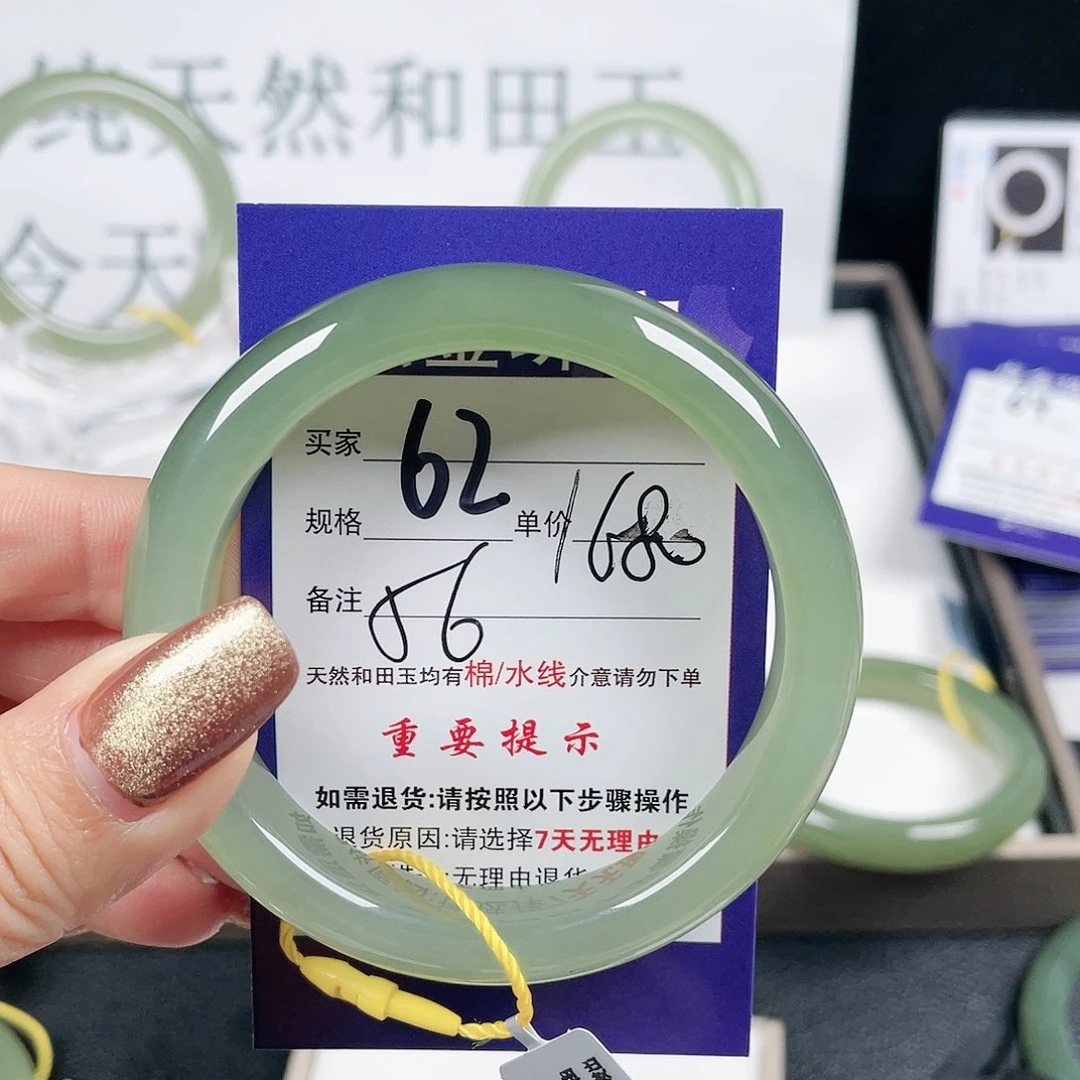 纯天然和田玉
今天
买家 62
规格 单价 1680
备注 56
天然和田玉均有棉/水线介意请勿下单
重要提示
如需退货:请按照以下步骤操作
退货原因:请选择7天无理由
:无理由退货